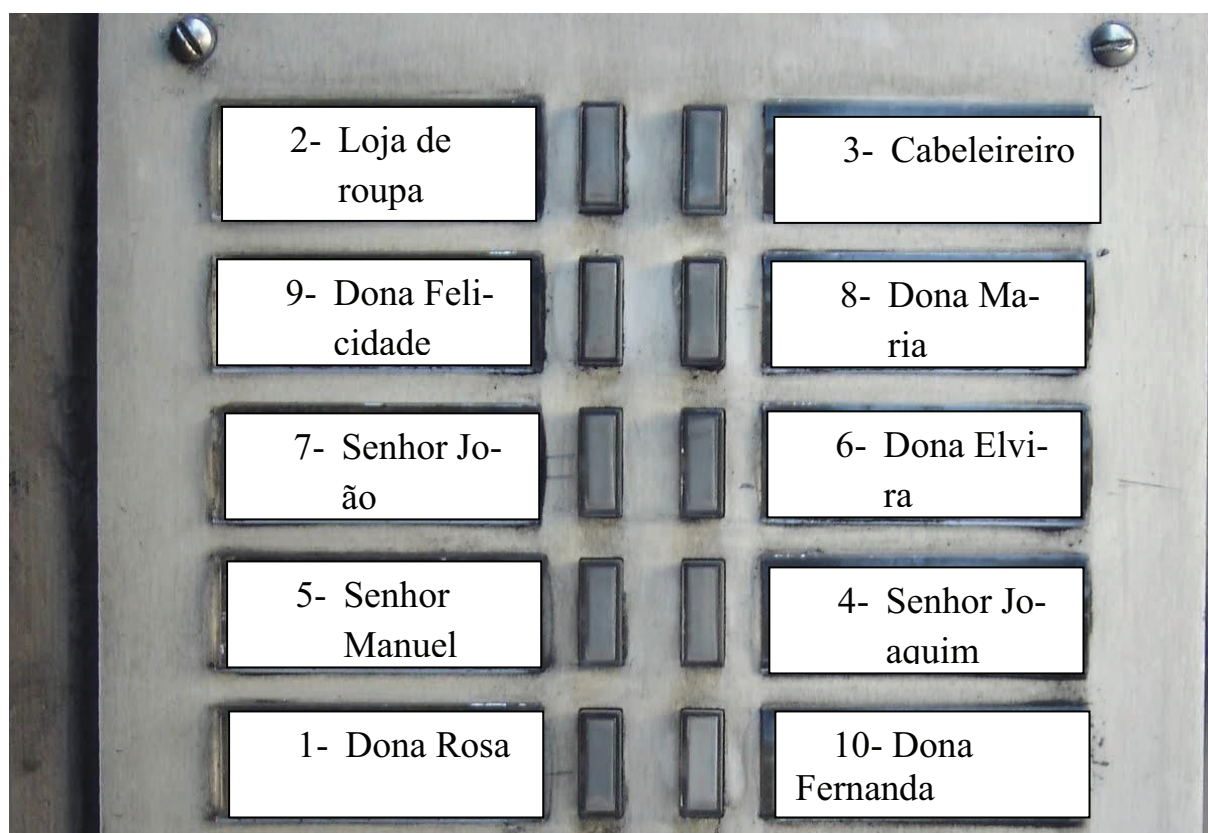 2- Loja de
roupa
3- Cabeleireiro
9- Dona Feli-
cidade
8- Dona Ma-
ria
7- Senhor Jo-
ão
6- Dona Elvi-
ra
5- Senhor
Manuel
4- Senhor Jo-
aquim
1- Dona Rosa
10- Dona
Fernanda